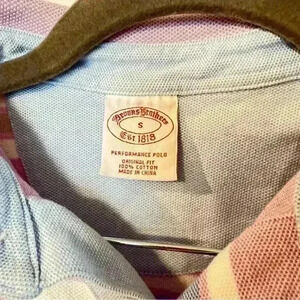 Brooks Brothers
S
Est 1818
PERFORMANCE POLO
ORIGINAL FIT
100% COTTON
MADE IN CHINA